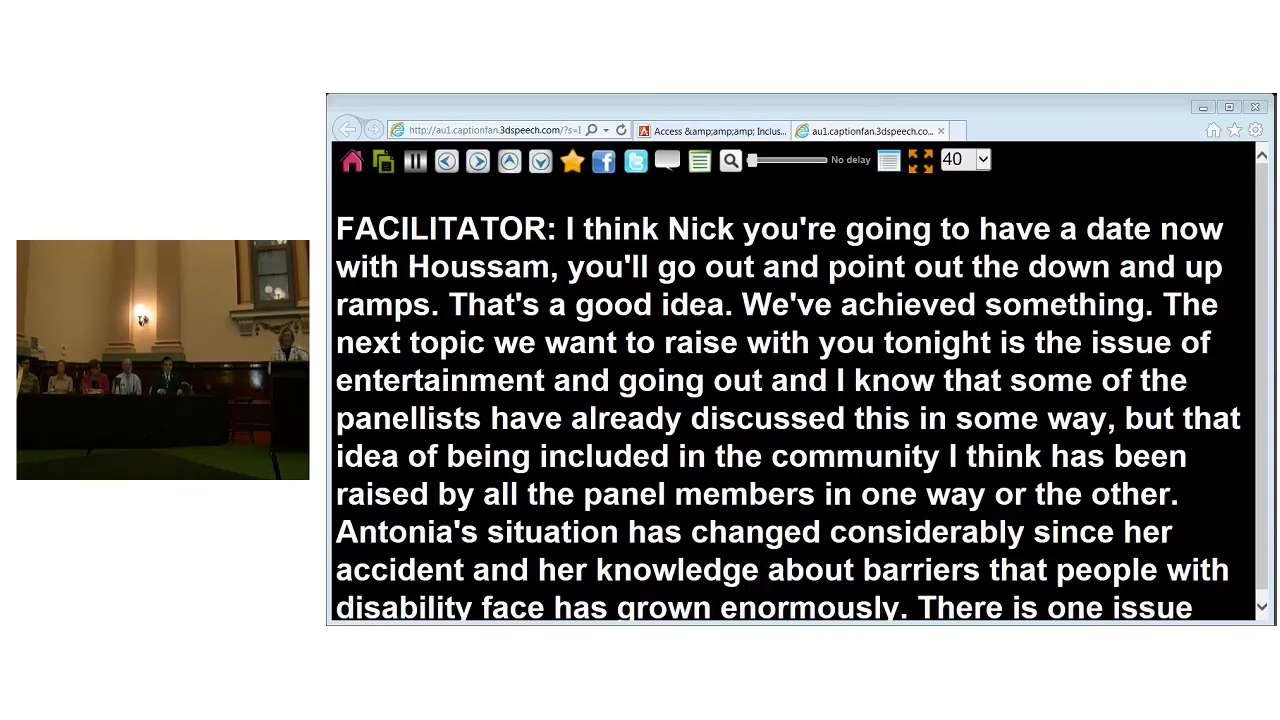 http://au1.captionfan.3dspeech.com/?s=
Access &amp;amp;amp; Inclus...
au1.captionfan.3dspeech.co...
No delay
40
FACILITATOR: I think Nick you're going to have a date now
with Houssam, you'll go out and point out the down and up
ramps. That's a good idea. We've achieved something. The
next topic we want to raise with you tonight is the issue of
entertainment and going out and I know that some of the
panellists have already discussed this in some way, but that
idea of being included in the community I think has been
raised by all the panel members in one way or the other.
Antonia's situation has changed considerably since her
accident and her knowledge about barriers that people with
disability face has grown enormously. There is one issue